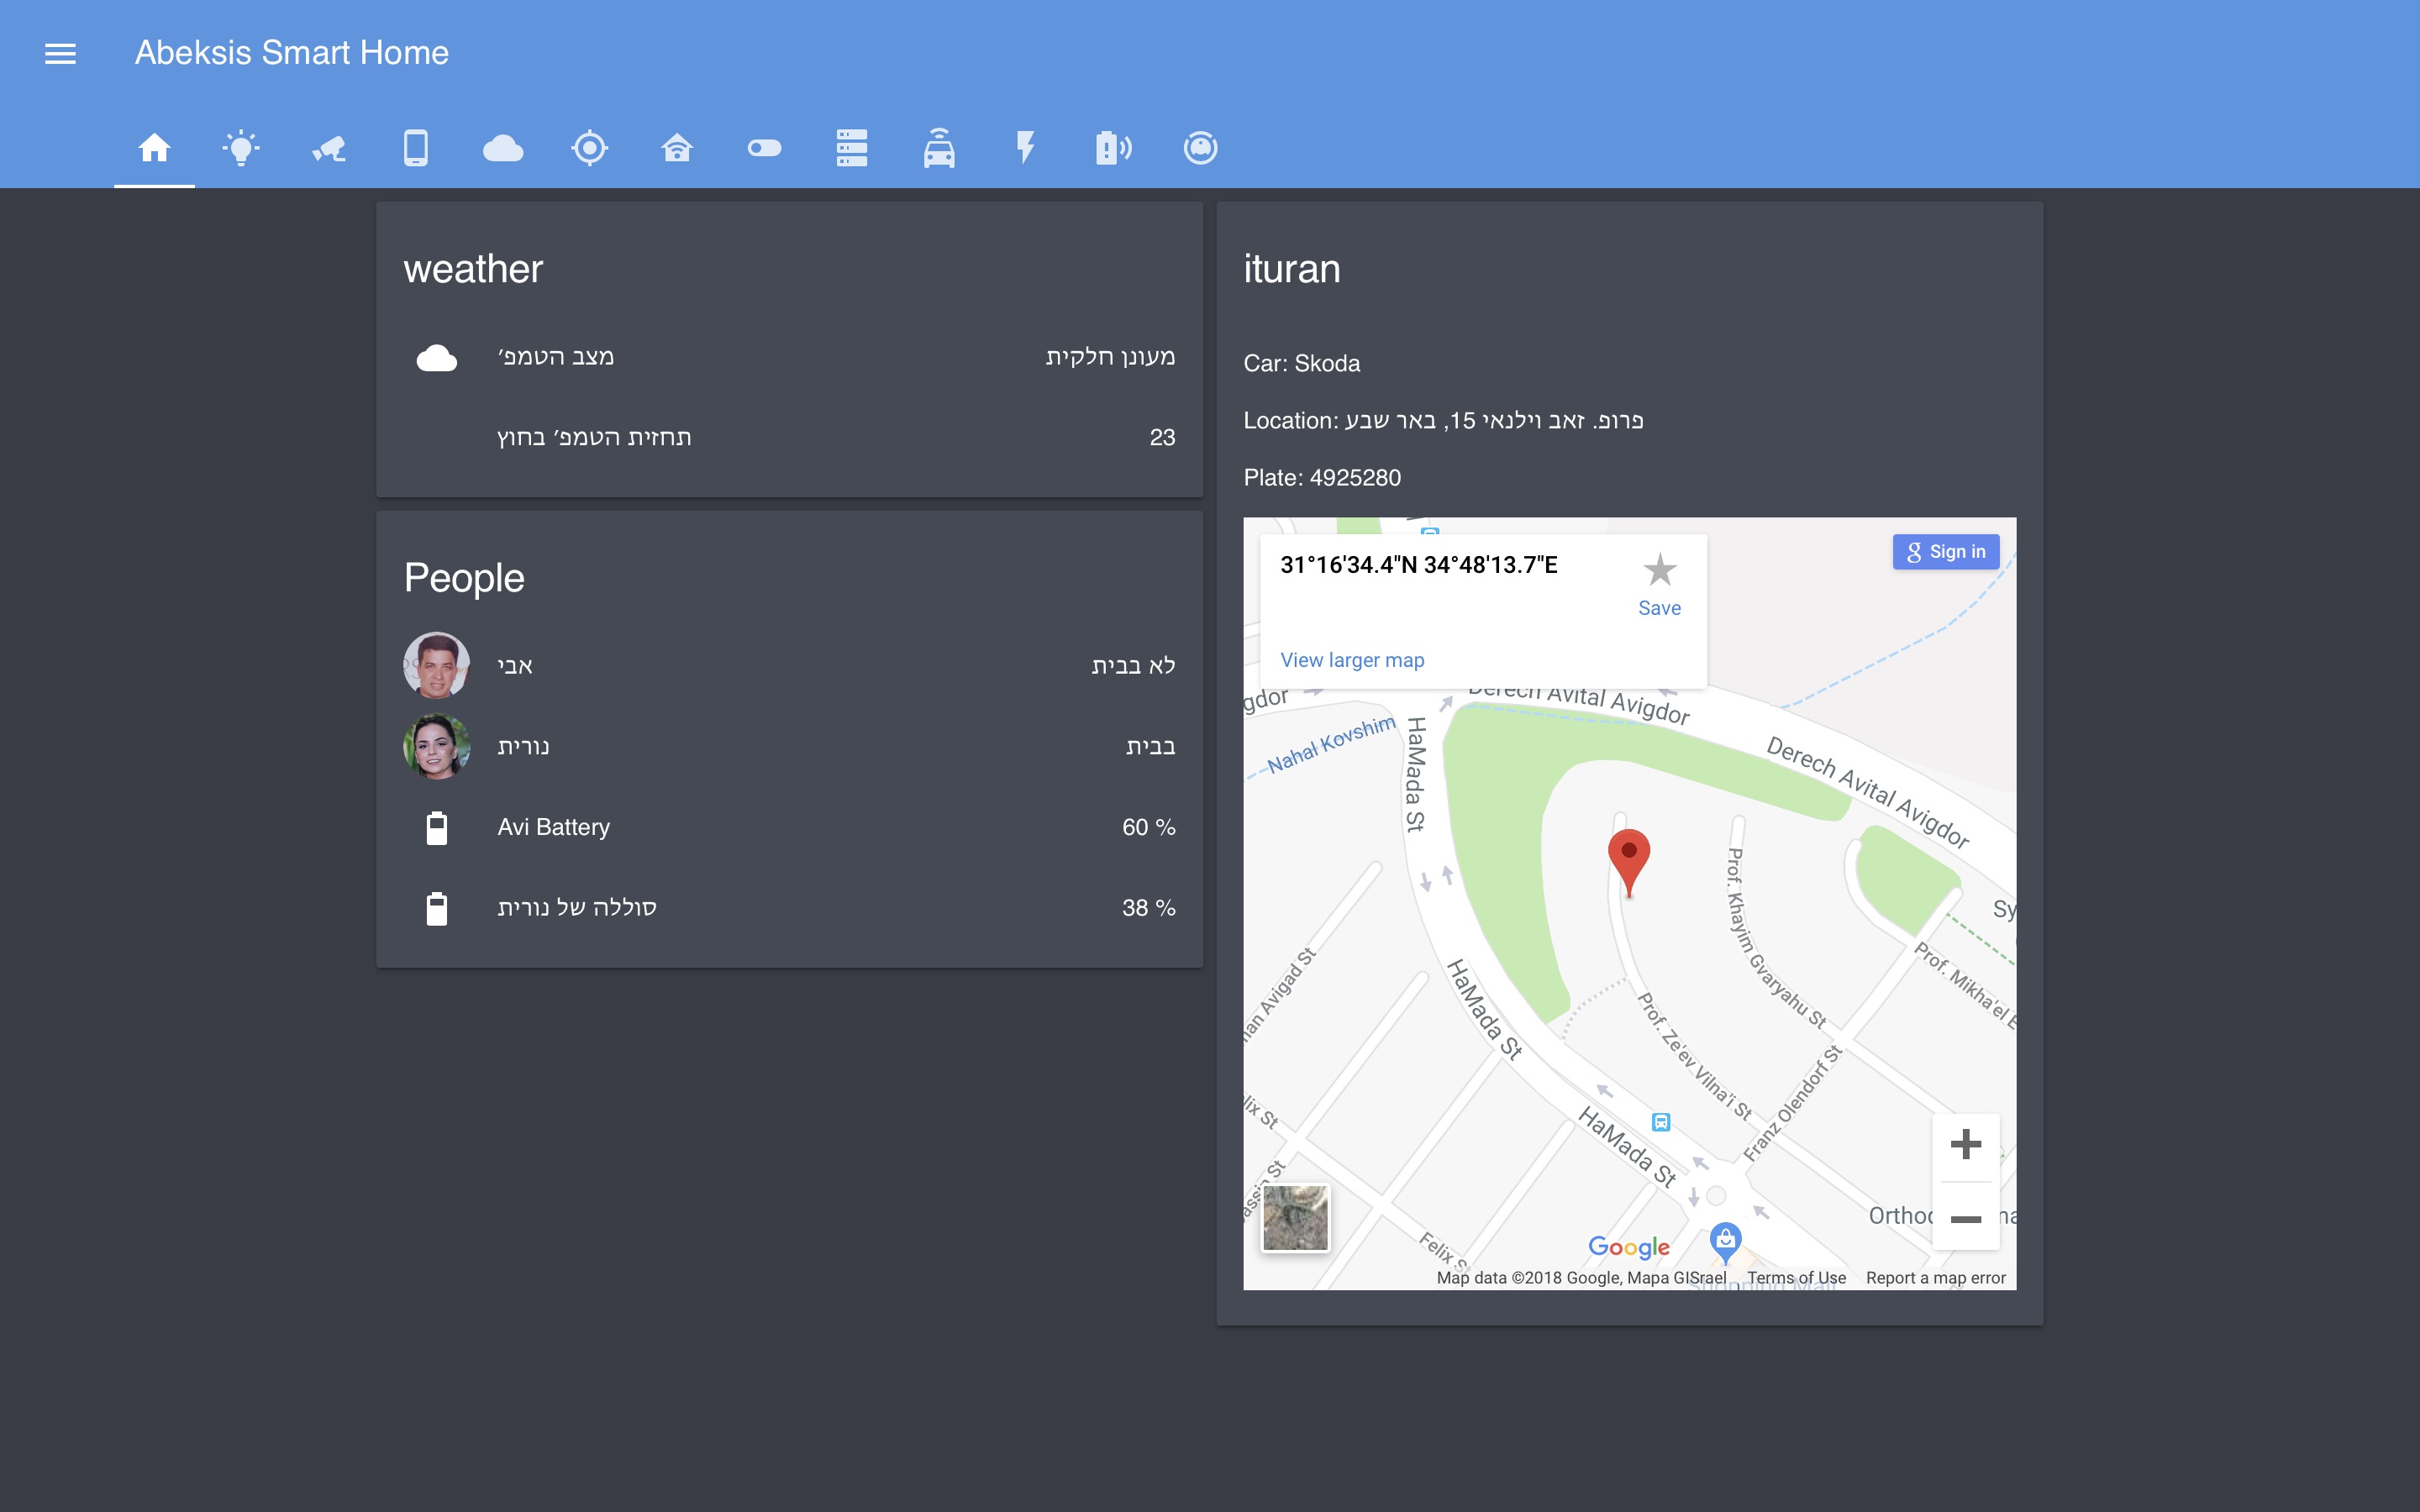 Abeksis Smart Home
weather
מצב הטמפ׳ מעונן חלקית
תחזית הטמפ׳ בחוץ 23
People
אבי לא בבית
נורית בבית
Avi Battery 60 %
סוללה של נורית 38 %
ituran
Car: Skoda
Location: פרופ. זאב וילנאי 15, באר שבע
Plate: 4925280
31°16'34.4"N 34°48'13.7"E
Save
View larger map
Sign in
gdor
Derech Avital Avigdor
Nahal Kovshim
HaMada St
Derech Avital Avigdor
Prof. Khayim Gvaryahu St
Sy
Prof. Mikha'el E
man Avigad St
HaMada St
Prof. Ze'ev Vilna'i St
Franz Olendorf St
lix St
HaMada St
assin St
Felix S
Google
Map data ©2018 Google, Mapa GISrael Terms of Use Report a map error
Shopping Mall